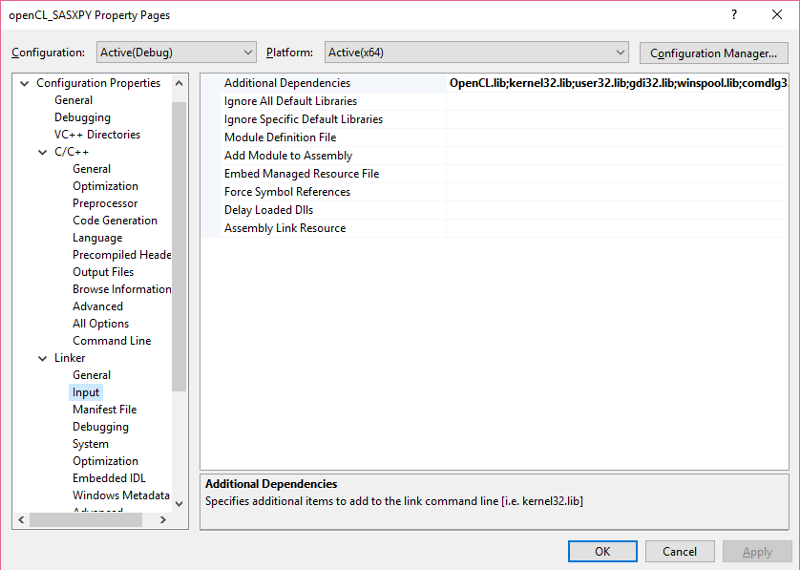 openCL_SASXPY Property Pages
?
Configuration: Active(Debug) Platform: Active(x64) Configuration Manager...
Configuration Properties
General
Debugging
VC++ Directories
C/C++
General
Optimization
Preprocessor
Code Generation
Language
Precompiled Heade
Output Files
Browse Information
Advanced
All Options
Command Line
Linker
General
Input
Manifest File
Debugging
System
Optimization
Embedded IDL
Windows Metadata
Advanced
Additional Dependencies OpenCL.lib;kernel32.lib;user32.lib;gdi32.lib;winspool.lib;comdlg3
Ignore All Default Libraries
Ignore Specific Default Libraries
Module Definition File
Add Module to Assembly
Embed Managed Resource File
Force Symbol References
Delay Loaded Dlls
Assembly Link Resource
Additional Dependencies
Specifies additional items to add to the link command line [i.e. kernel32.lib]
OK Cancel Apply